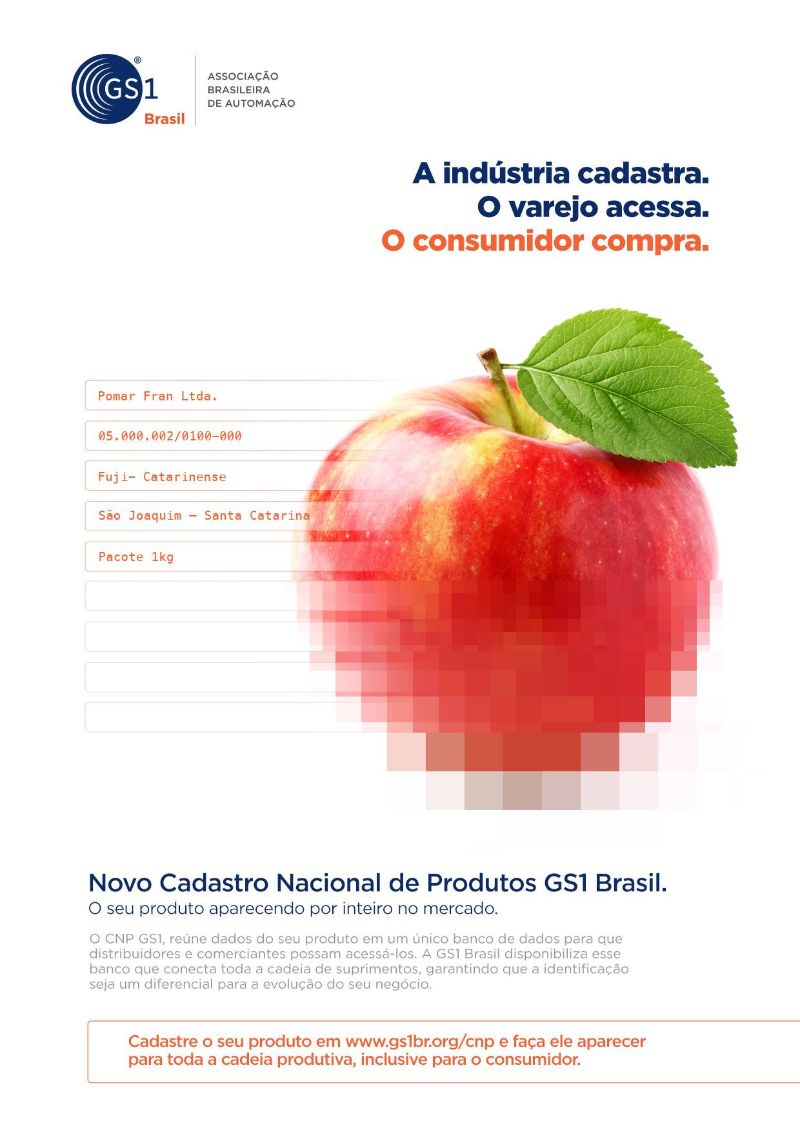 GS1®
Brasil
ASSOCIAÇÃO
BRASILEIRA
DE AUTOMAÇÃO
A indústria cadastra.
O varejo acessa.
O consumidor compra.
Pomar Fran Ltda.
05.000.002/0100-000
Fuji- Catarinense
São Joaquim – Santa Catarina
Pacote 1kg
Novo Cadastro Nacional de Produtos GS1 Brasil.
O seu produto aparecendo por inteiro no mercado.
O CNP GS1, reúne dados do seu produto em um único banco de dados para que
distribuidores e comerciantes possam acessá-los. A GS1 Brasil disponibiliza esse
banco que conecta toda a cadeia de suprimentos, garantindo que a identificação
seja um diferencial para a evolução do seu negócio.
Cadastre o seu produto em www.gs1br.org/cnp e faça ele aparecer
para toda a cadeia produtiva, inclusive para o consumidor.